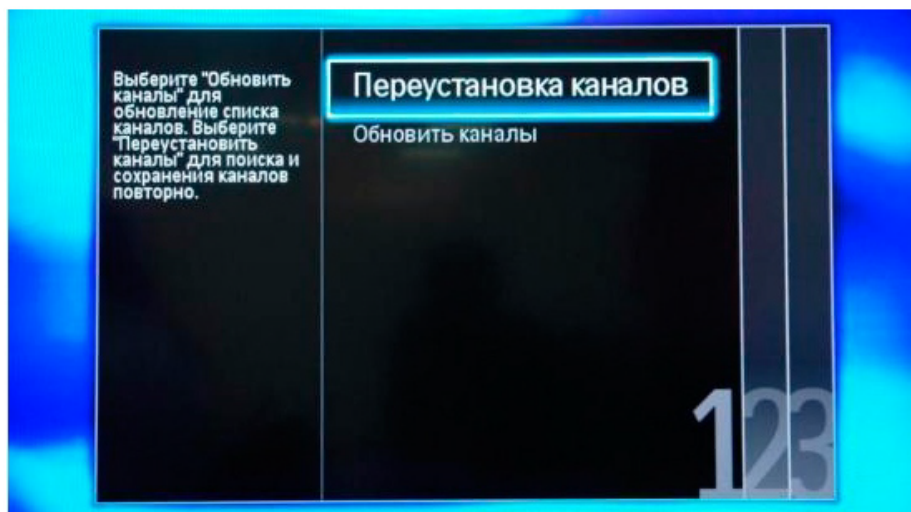 Выберите "Обновить
каналы" для
обновление списка
каналов. Выберите
"Переустановить
каналы" для поиска и
сохранения каналов
повторно.
Переустановка каналов
Обновить каналы
123